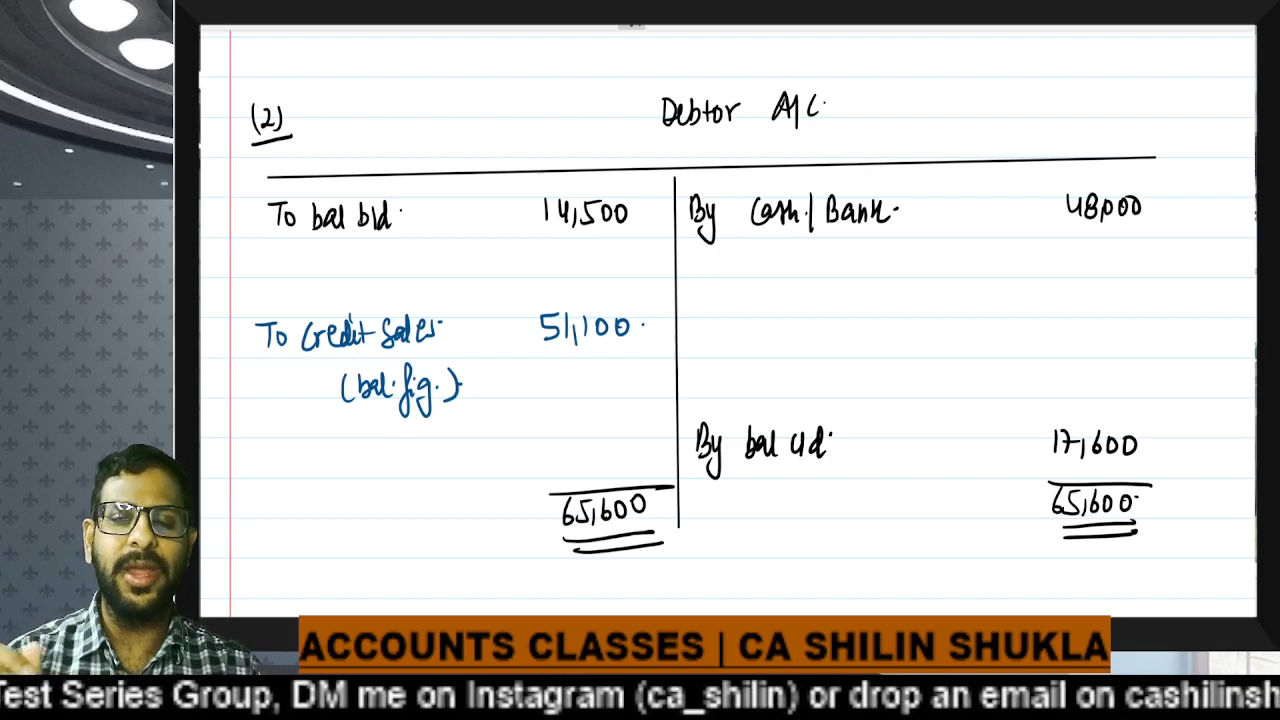 (2)
Debtor A/C.
To bal b/d. 14,500 By Cash/Bank. 48,000
To Credit Sales. 51,100.
(bal. fig.)
By bal c/d. 17,600
65,600 65,600
ACCOUNTS CLASSES | CA SHILIN SHUKLA
Test Series Group, DM me on Instagram (ca_shilin) or drop an email on cashilinsh